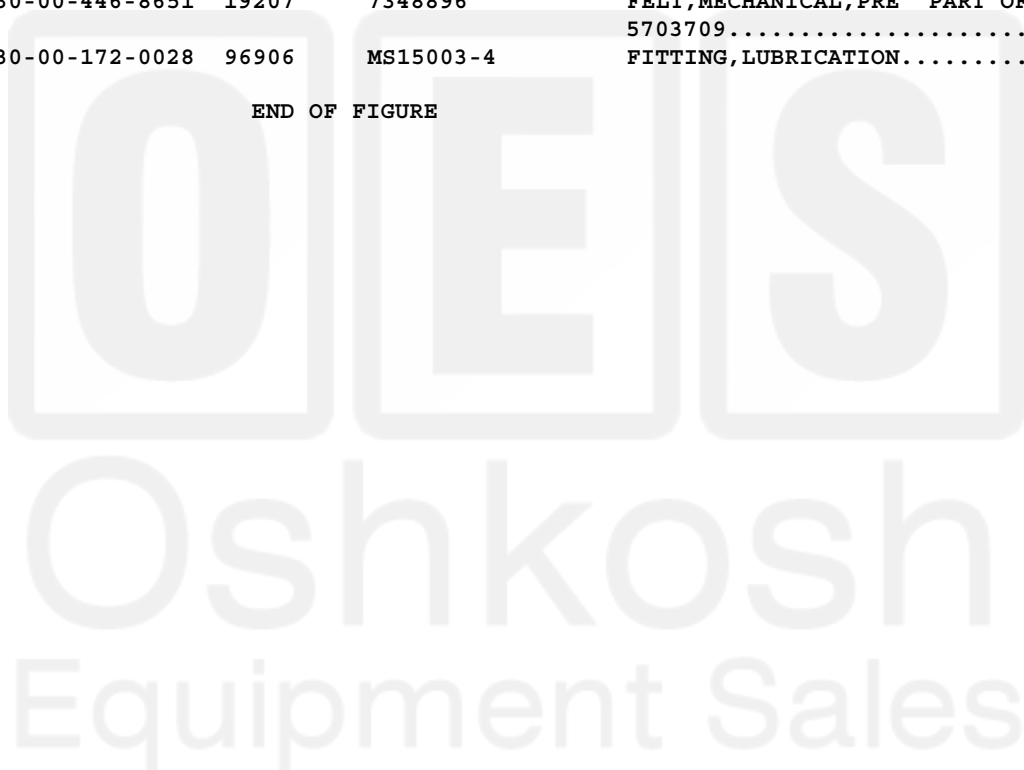 30-00-446-8651 19207 7348896 FELT,MECHANICAL,PRE PART OF
5703709.....................
30-00-172-0028 96906 MS15003-4 FITTING,LUBRICATION.........
END OF FIGURE
OES
Oshkosh
Equipment Sales